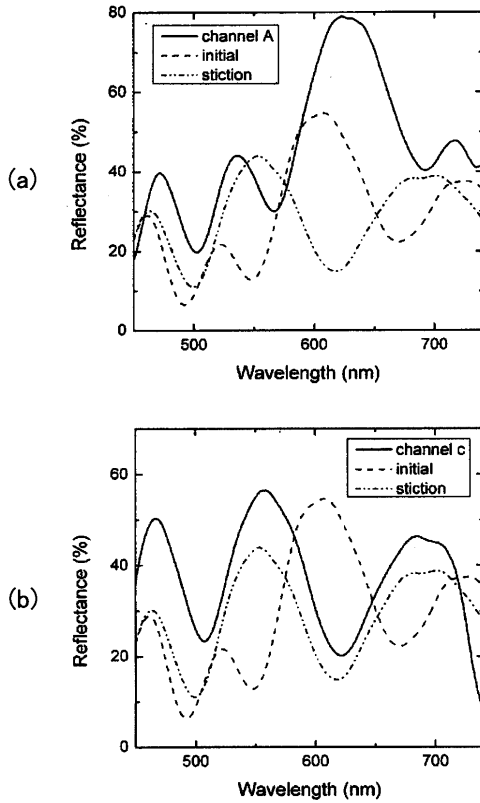 (a)
80
60
40
20
0
Reflectance (%)
channel A
initial
stiction
500
600
700
Wavelength (nm)
(b)
60
40
20
0
Reflectance (%)
channel c
initial
stiction
500
600
700
Wavelength (nm)